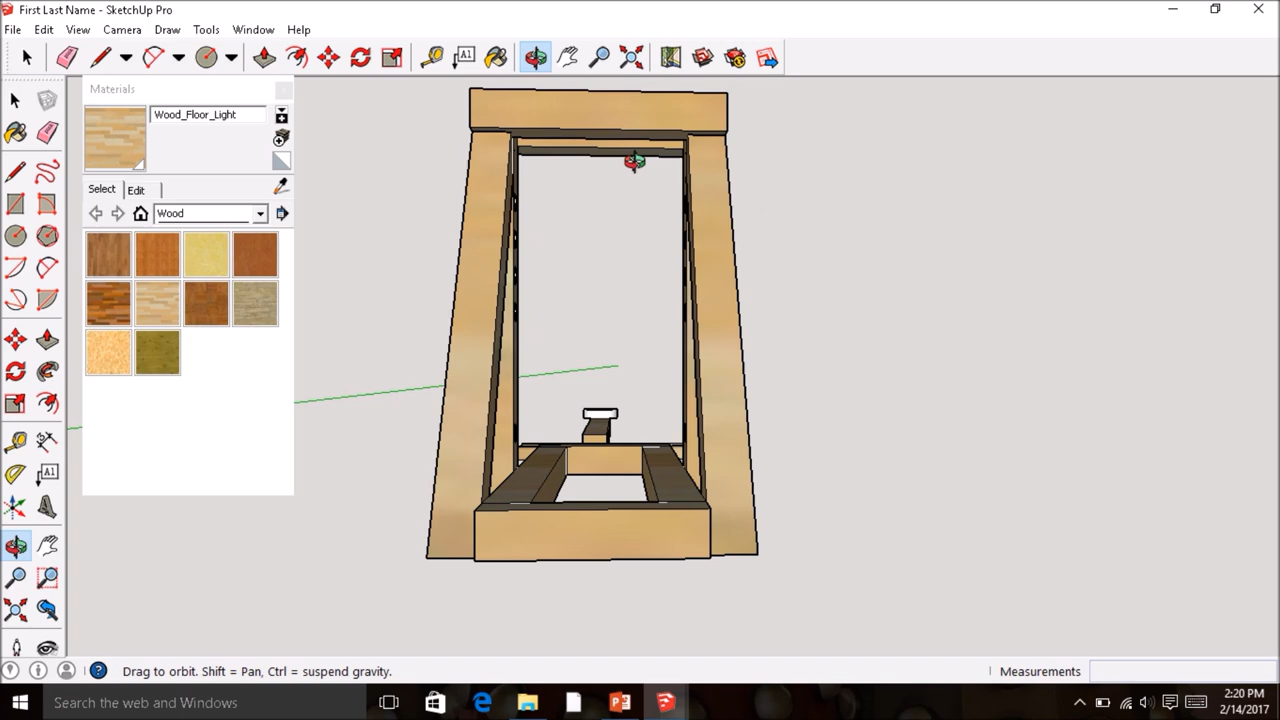 First Last Name - SketchUp Pro
File Edit View Camera Draw Tools Window Help
A1
Materials
Wood_Floor_Light
Select Edit
Wood
A1
Drag to orbit. Shift = Pan, Ctrl = suspend gravity.
Measurements
Search the web and Windows
2:20 PM
2/14/2017